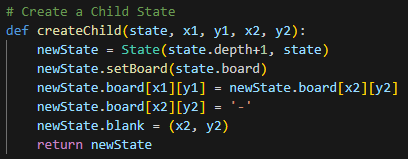 # Create a Child State
def createChild(state, x1, y1, x2, y2):
    newState = State(state.depth+1, state)
    newState.setBoard(state.board)
    newState.board[x1][y1] = newState.board[x2][y2]
    newState.board[x2][y2] = '-'
    newState.blank = (x2, y2)
    return newState